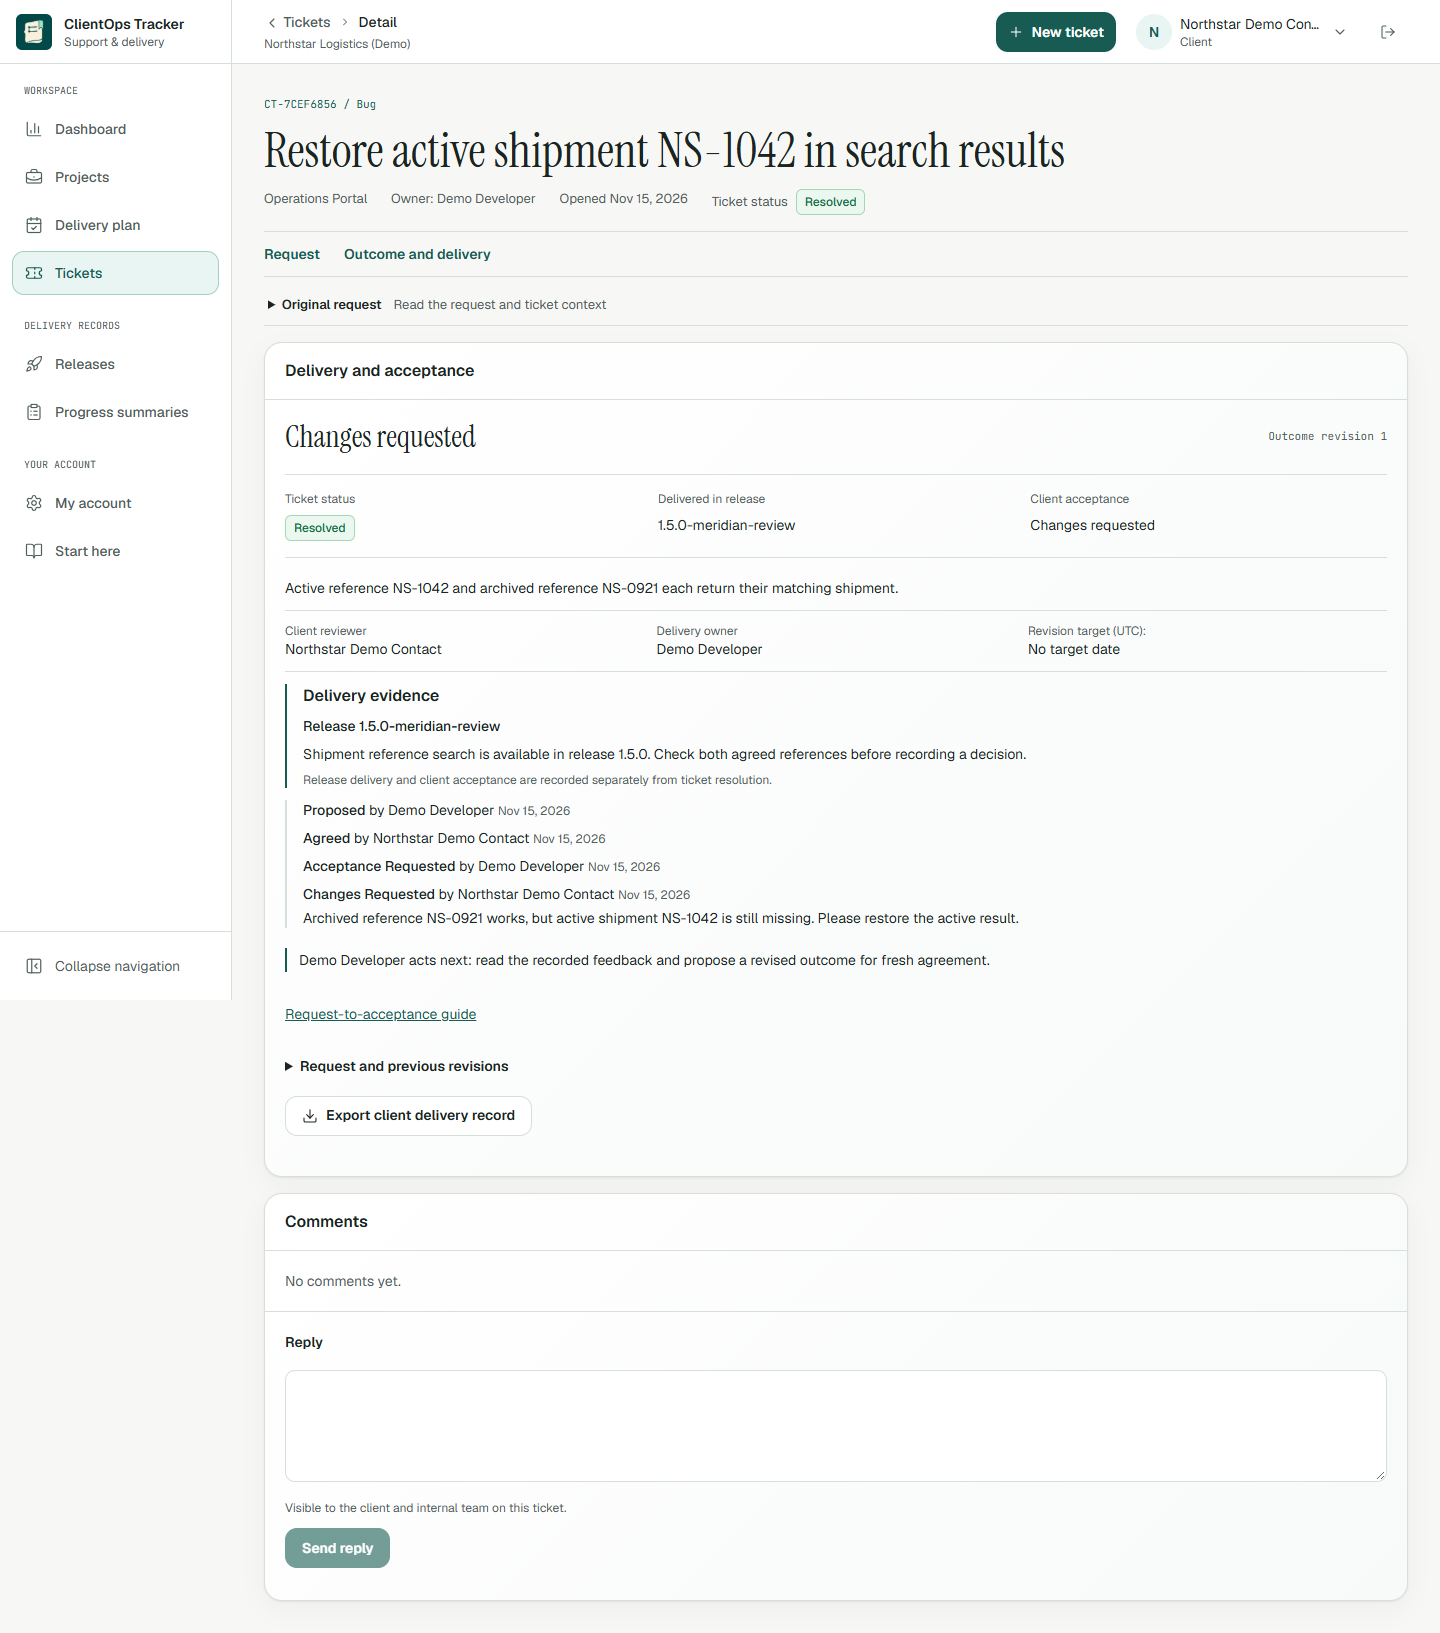 ClientOps Tracker
Support & delivery
Tickets > Detail
Northstar Logistics (Demo)
New ticket
N
Northstar Demo Con...
Client
WORKSPACE
Dashboard
Projects
Delivery plan
Tickets
DELIVERY RECORDS
Releases
Progress summaries
YOUR ACCOUNT
My account
Start here
Collapse navigation
CT-7CEF6856 / Bug
Restore active shipment NS-1042 in search results
Operations Portal Owner: Demo Developer Opened Nov 15, 2026 Ticket status Resolved
Request Outcome and delivery
Original request Read the request and ticket context
Delivery and acceptance
Changes requested
Outcome revision 1
Ticket status
Resolved
Delivered in release
1.5.0-meridian-review
Client acceptance
Changes requested
Active reference NS-1042 and archived reference NS-0921 each return their matching shipment.
Client reviewer
Northstar Demo Contact
Delivery owner
Demo Developer
Revision target (UTC):
No target date
Delivery evidence
Release 1.5.0-meridian-review
Shipment reference search is available in release 1.5.0. Check both agreed references before recording a decision.
Release delivery and client acceptance are recorded separately from ticket resolution.
Proposed by Demo Developer Nov 15, 2026
Agreed by Northstar Demo Contact Nov 15, 2026
Acceptance Requested by Demo Developer Nov 15, 2026
Changes Requested by Northstar Demo Contact Nov 15, 2026
Archived reference NS-0921 works, but active shipment NS-1042 is still missing. Please restore the active result.
Demo Developer acts next: read the recorded feedback and propose a revised outcome for fresh agreement.
Request-to-acceptance guide
Request and previous revisions
Export client delivery record
Comments
No comments yet.
Reply
Visible to the client and internal team on this ticket.
Send reply